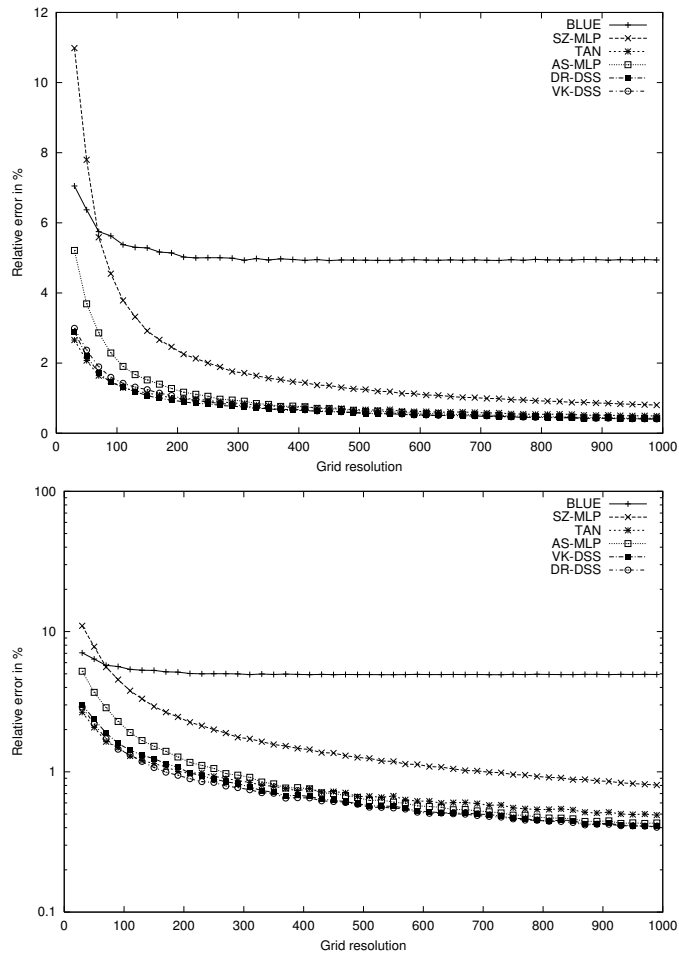 12
10
8
6
4
2
0
Relative error in %
0 100 200 300 400 500 600 700 800 900 1000
Grid resolution
BLUE
SZ-MLP
TAN
AS-MLP
DR-DSS
VK-DSS
100
10
1
0.1
Relative error in %
0 100 200 300 400 500 600 700 800 900 1000
Grid resolution
BLUE
SZ-MLP
TAN
AS-MLP
VK-DSS
DR-DSS